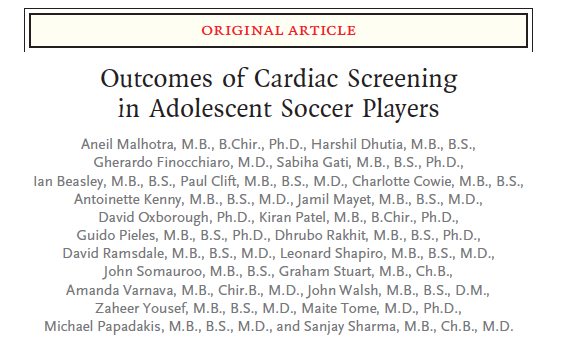 ORIGINAL ARTICLE
Outcomes of Cardiac Screening
in Adolescent Soccer Players
Aneil Malhotra, M.B., B.Chir., Ph.D., Harshil Dhutia, M.B., B.S.,
Gherardo Finocchiaro, M.D., Sabiha Gati, M.B., B.S., Ph.D.,
Ian Beasley, M.B., B.S., Paul Clift, M.B., B.S., M.D., Charlotte Cowie, M.B., B.S.,
Antoinette Kenny, M.B., B.S., M.D., Jamil Mayet, M.B., B.S., M.D.,
David Oxborough, Ph.D., Kiran Patel, M.B., B.Chir., Ph.D.,
Guido Pieles, M.B., B.S., Ph.D., Dhrubo Rakhit, M.B., B.S., Ph.D.,
David Ramsdale, M.B., B.S., M.D., Leonard Shapiro, M.B., B.S., M.D.,
John Somauroo, M.B., B.S., Graham Stuart, M.B., Ch.B.,
Amanda Varnava, M.B., Chir.B., M.D., John Walsh, M.B., B.S., D.M.,
Zaheer Yousef, M.B., B.S., M.D., Maite Tome, M.D., Ph.D.,
Michael Papadakis, M.B., B.S., M.D., and Sanjay Sharma, M.B., Ch.B., M.D.